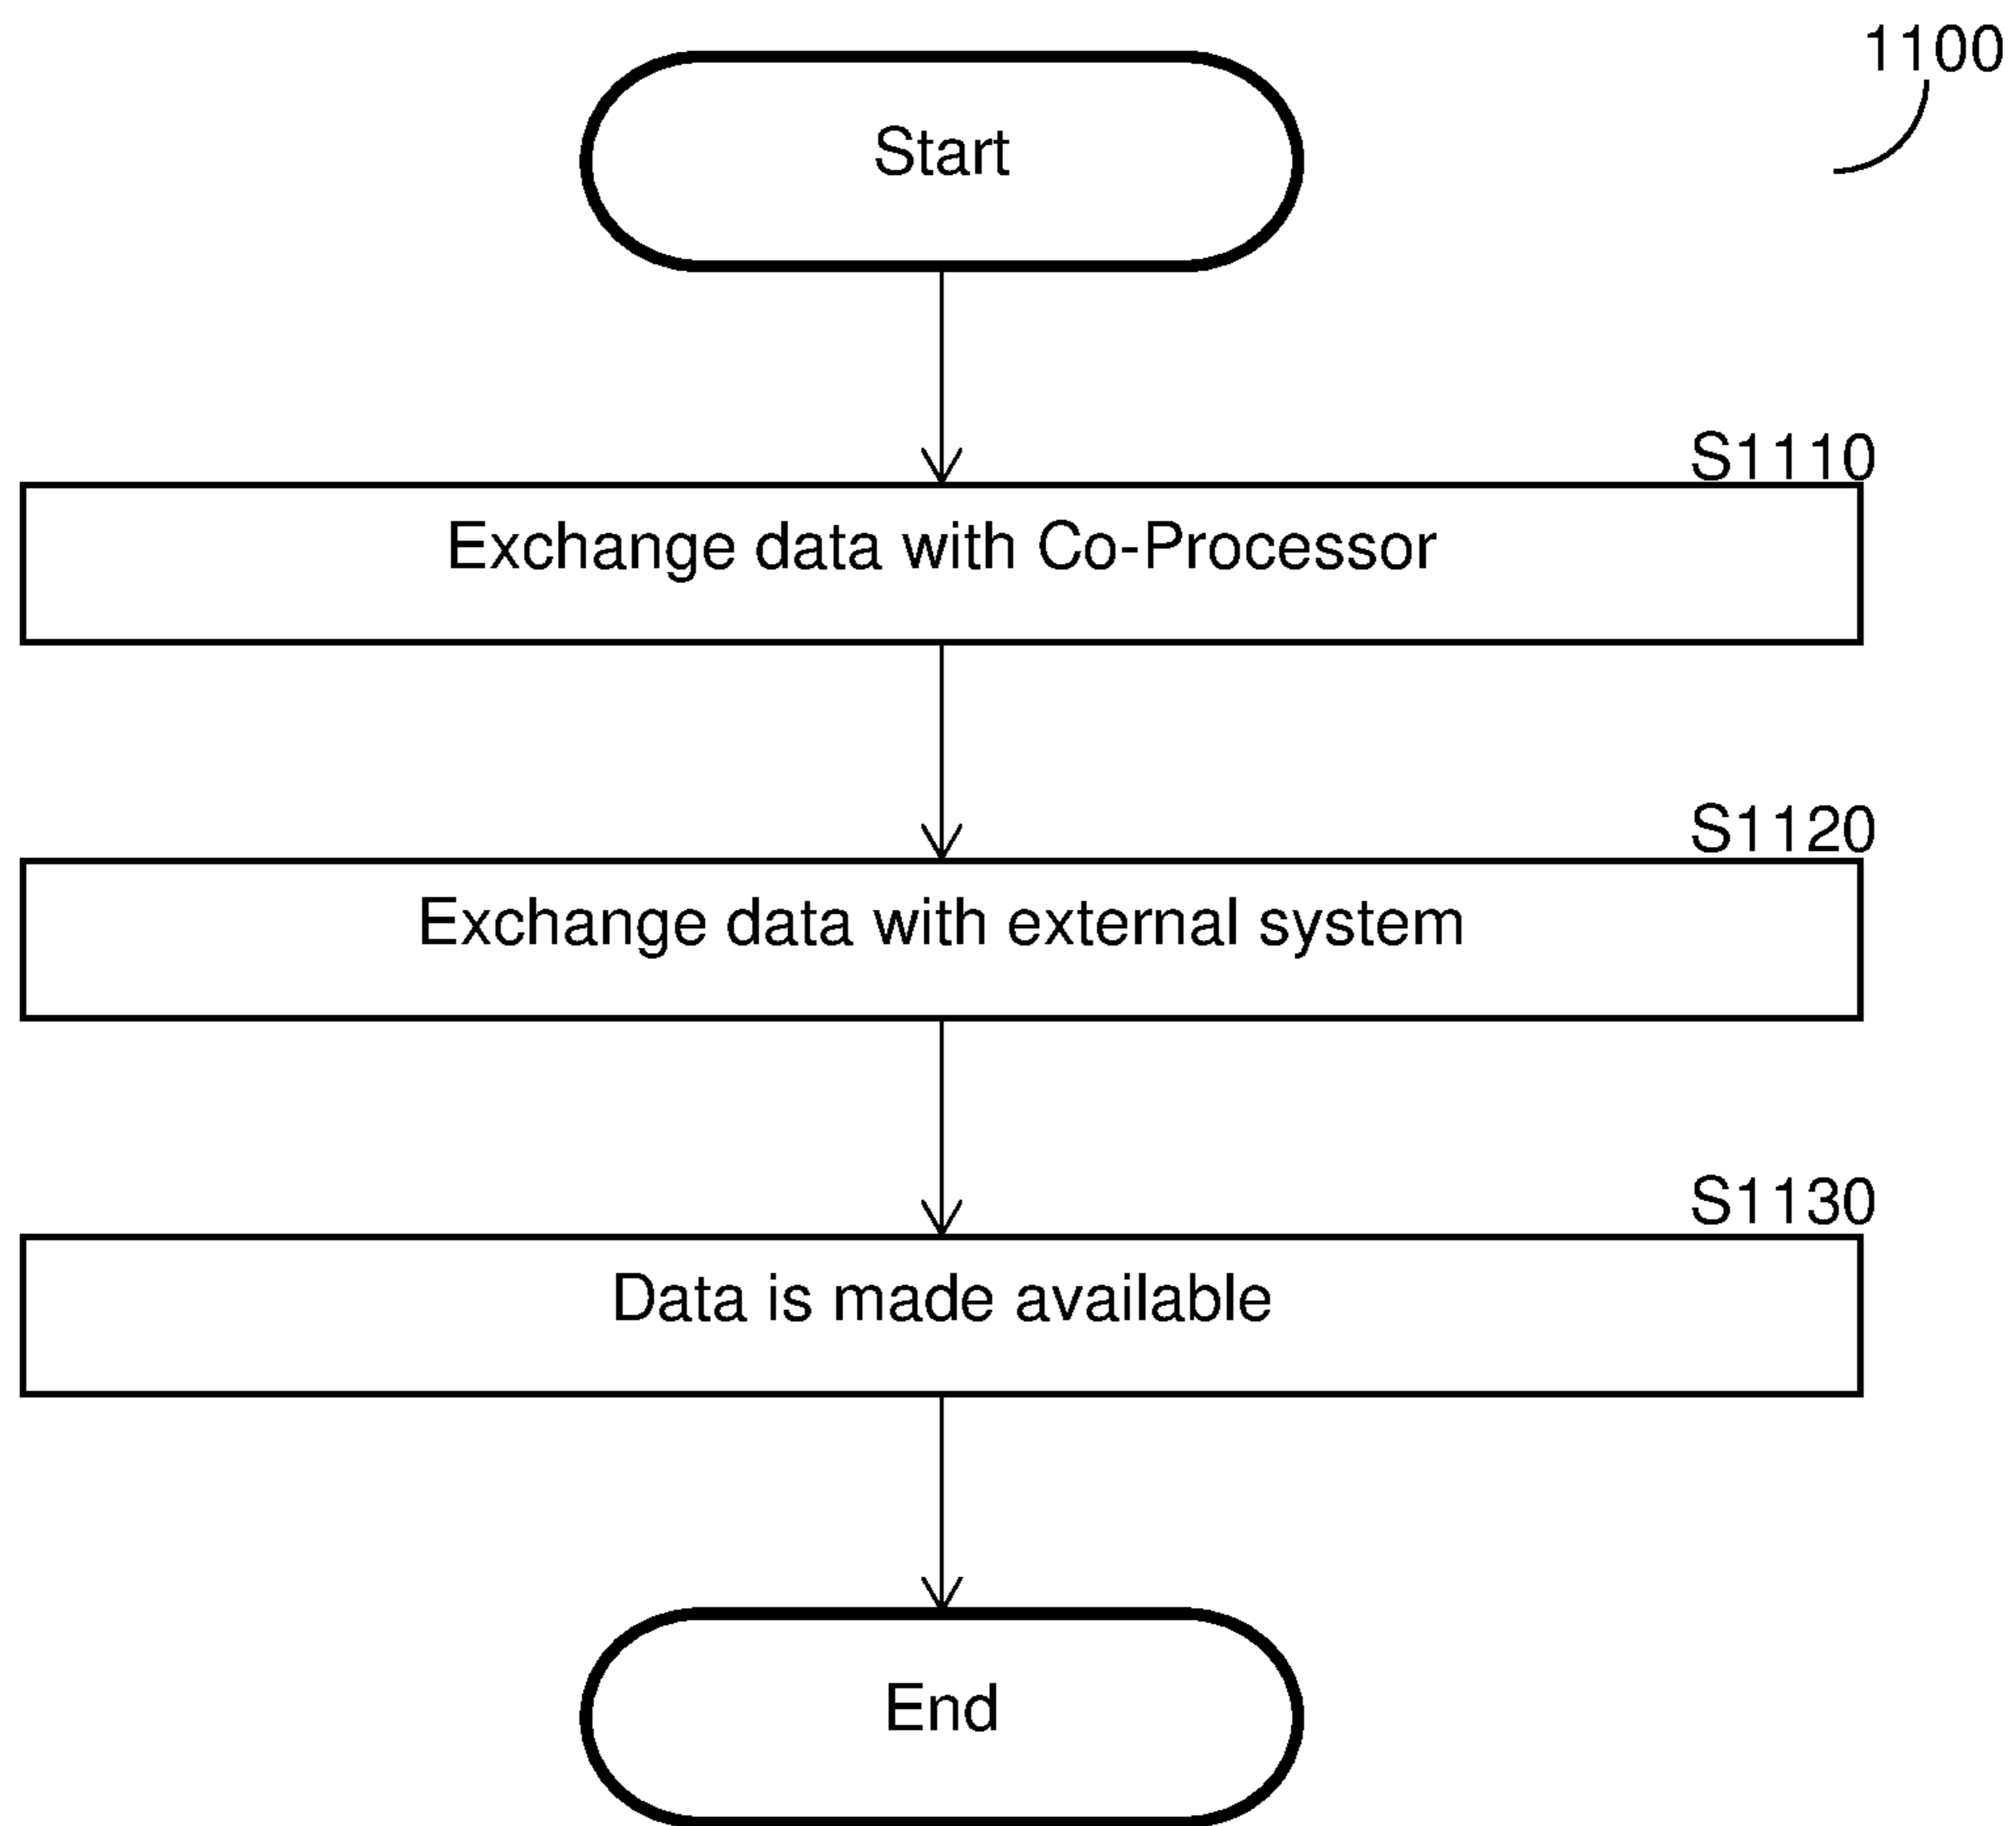 1100
Start
S1110
Exchange data with Co-Processor
S1120
Exchange data with external system
S1130
Data is made available
End